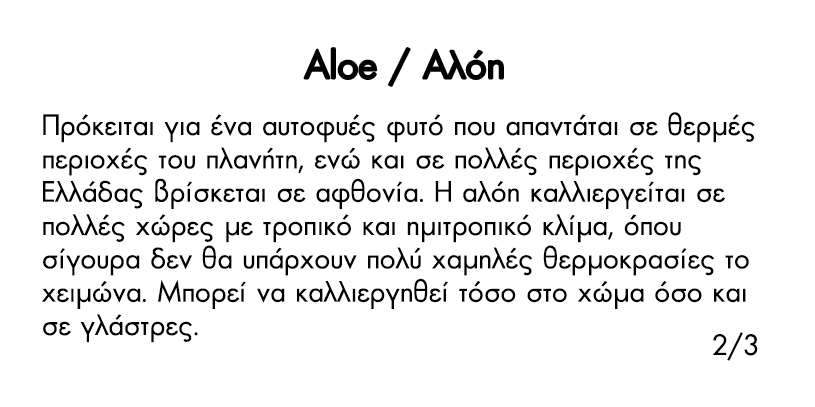 Aloe / Αλόη
Πρόκειται για ένα αυτοφυές φυτό που απαντάται σε θερμές
περιοχές του πλανήτη, ενώ και σε πολλές περιοχές της
Ελλάδας βρίσκεται σε αφθονία. Η αλόη καλλιεργείται σε
πολλές χώρες με τροπικό και ημιτροπικό κλίμα, όπου
σίγουρα δεν θα υπάρχουν πολύ χαμηλές θερμοκρασίες το
χειμώνα. Μπορεί να καλλιεργηθεί τόσο στο χώμα όσο και
σε γλάστρες.
2/3